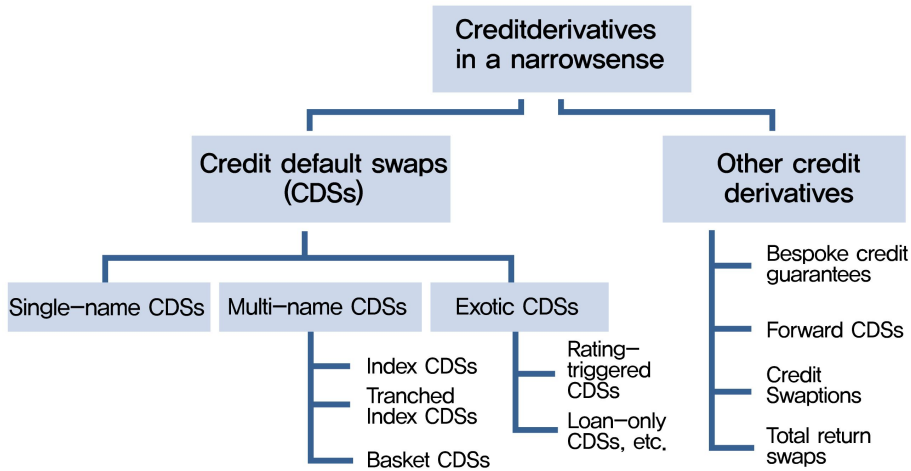 Creditderivatives
in a narrowsense
Credit default swaps
(CDSs)
Other credit
derivatives
Single–name CDSs
Multi–name CDSs
Exotic CDSs
Index CDSs
Tranched
Index CDSs
Basket CDSs
Rating–
triggered
CDSs
Loan–only
CDSs, etc.
Bespoke credit
guarantees
Forward CDSs
Credit
Swaptions
Total return
swaps